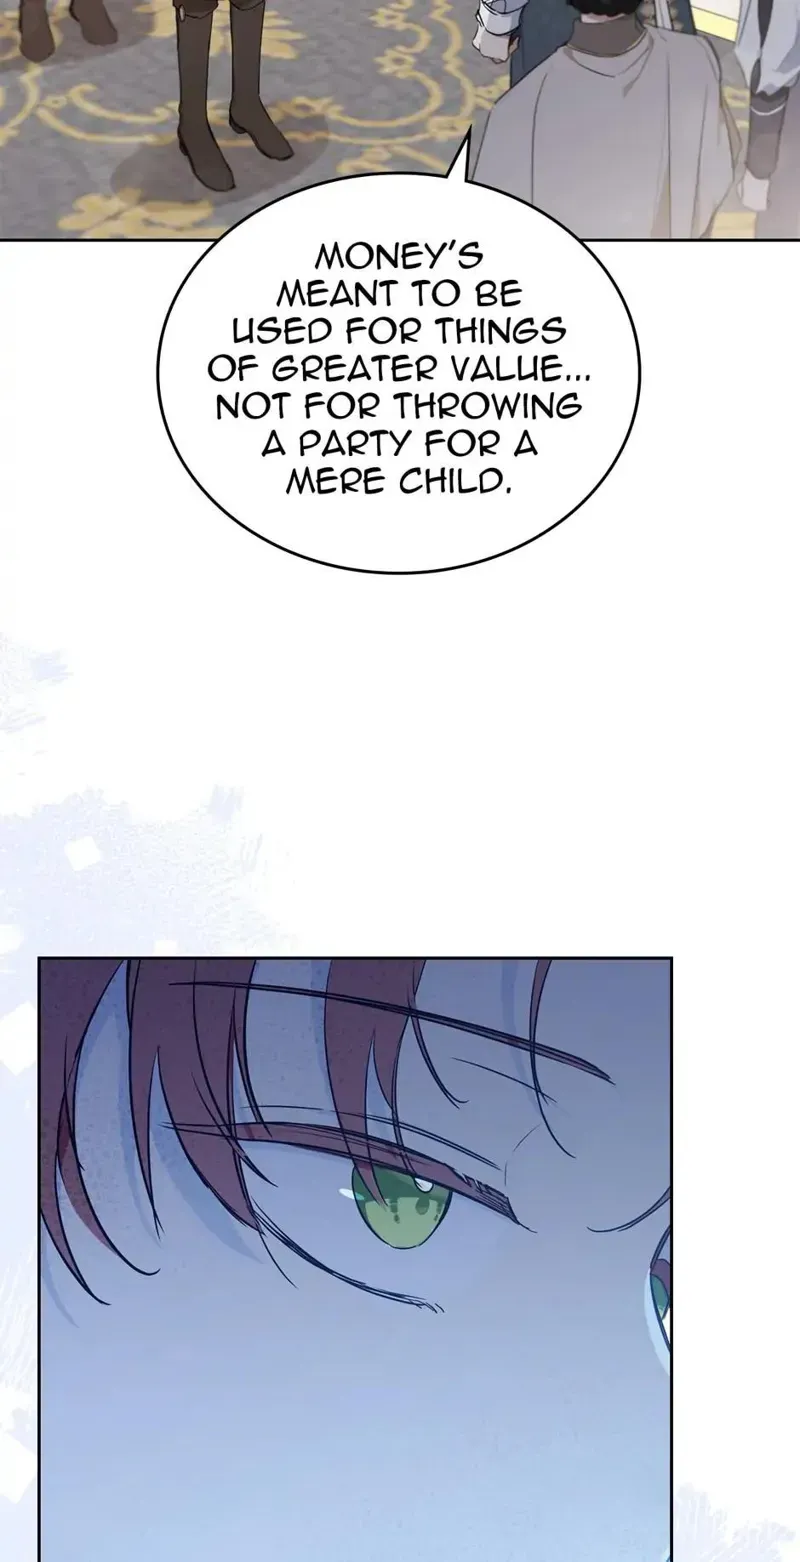 MONEY'S
MEANT TO BE
USED FOR THINGS
OF GREATER VALUE...
NOT FOR THROWING
A PARTY FOR A
MERE CHILD.